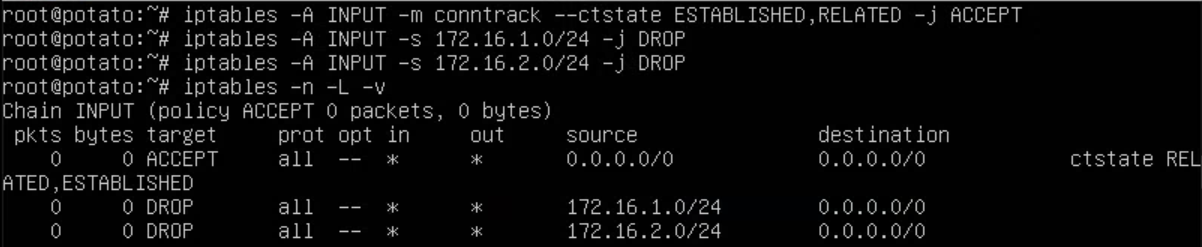 root@potato:~# iptables -A INPUT -m conntrack --ctstate ESTABLISHED,RELATED -j ACCEPT
root@potato:~# iptables -A INPUT -s 172.16.1.0/24 -j DROP
root@potato:~# iptables -A INPUT -s 172.16.2.0/24 -j DROP
root@potato:~# iptables -n -L -v
Chain INPUT (policy ACCEPT 0 packets, 0 bytes)
 pkts bytes target     prot opt in     out     source               destination
    0     0 ACCEPT     all  --  *      *       0.0.0.0/0            0.0.0.0/0            ctstate REL
ATED,ESTABLISHED
    0     0 DROP       all  --  *      *       172.16.1.0/24        0.0.0.0/0
    0     0 DROP       all  --  *      *       172.16.2.0/24        0.0.0.0/0